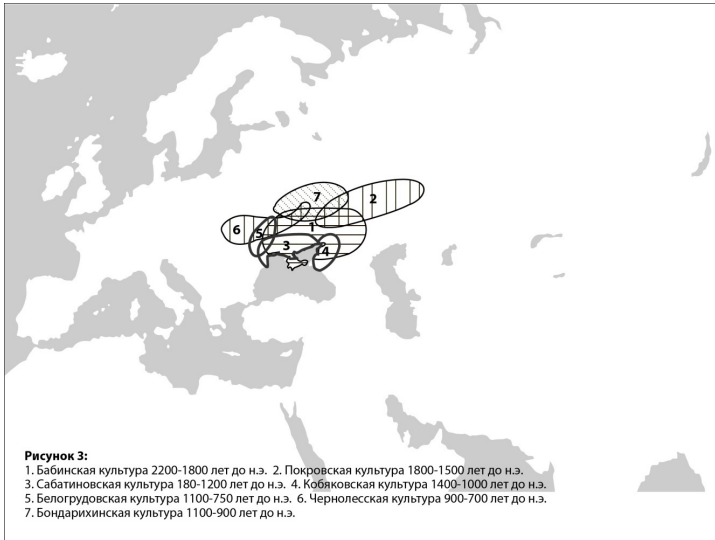 7
2
1
6
5
3
4
Рисунок 3:
1. Бабинская культура 2200-1800 лет до н.э. 2. Покровская культура 1800-1500 лет до н.э.
3. Сабатиновская культура 180-1200 лет до н.э. 4. Кобяковская культура 1400-1000 лет до н.э.
5. Белогрудовская культура 1100-750 лет до н.э. 6. Чернолесская культура 900-700 лет до н.э.
7. Бондарихинская культура 1100-900 лет до н.э.